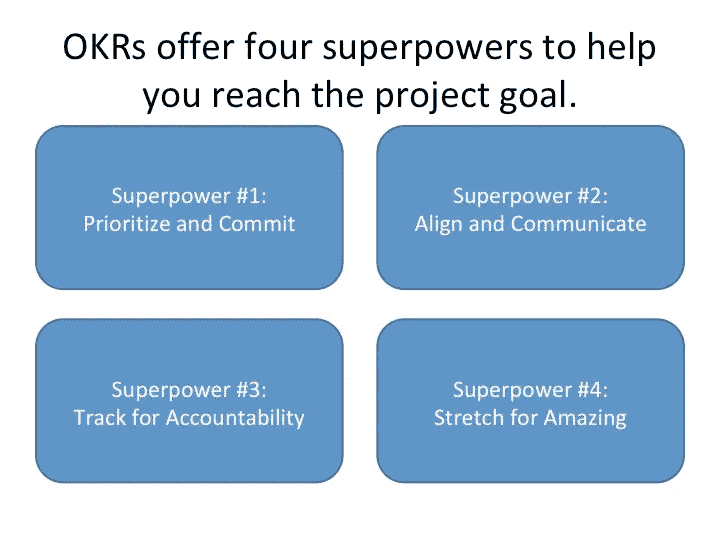 OKRs offer four superpowers to help
you reach the project goal.
Superpower #1:
Prioritize and Commit
Superpower #2:
Align and Communicate
Superpower #3:
Track for Accountability
Superpower #4:
Stretch for Amazing